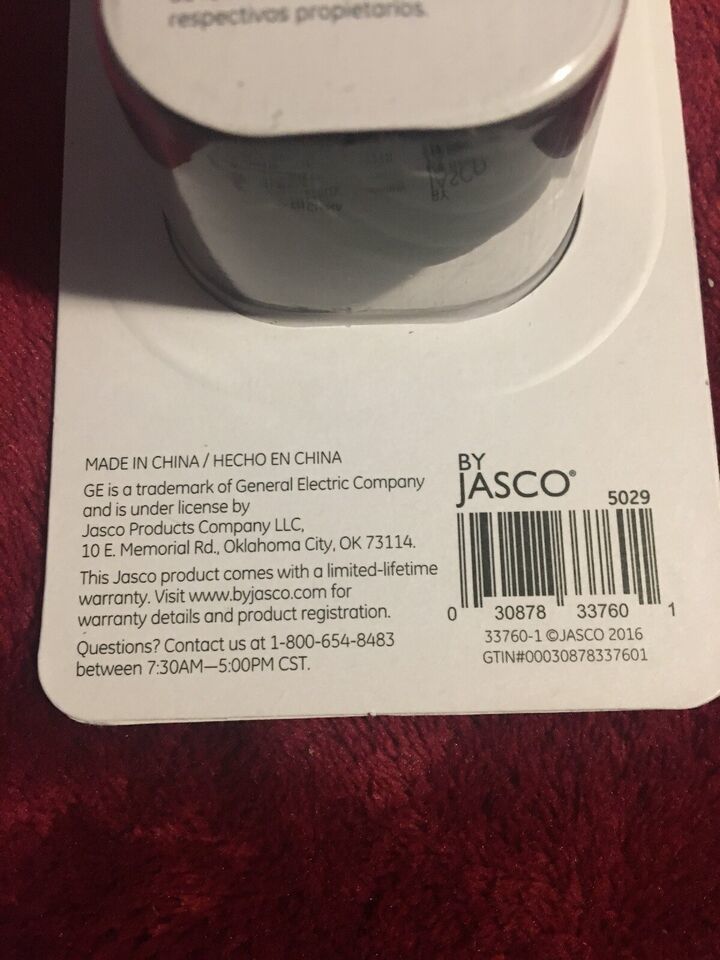 respectivos propietarios.
BY
JASCO
MADE IN CHINA / HECHO EN CHINA
GE is a trademark of General Electric Company
and is under license by
Jasco Products Company LLC,
10 E. Memorial Rd., Oklahoma City, OK 73114.
This Jasco product comes with a limited-lifetime
warranty. Visit www.byjasco.com for
warranty details and product registration.
Questions? Contact us at 1-800-654-8483
between 7:30AM—5:00PM CST.
BY
JASCO®
5029
0 30878 33760 1
33760-1 ©JASCO 2016
GTIN#00030878337601